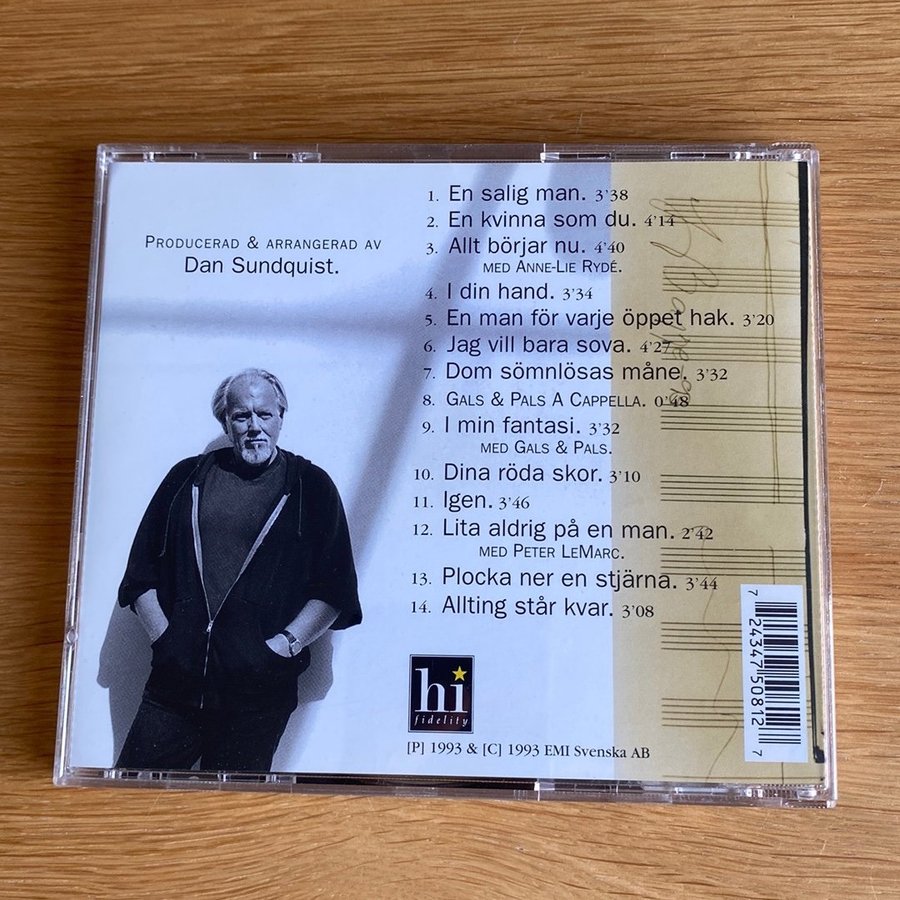 PRODUCERAD & ARRANGERAD AV
Dan Sundquist.
1. En salig man. 3'38
2. En kvinna som du. 4'14
3. Allt börjar nu. 4'40
MED ANNE-LIE RYDÉ.
4. I din hand. 3'34
5. En man för varje öppet hak. 3'20
6. Jag vill bara sova. 4'27
7. Dom sömnlösas måne. 3'32
8. GALS & PALS A CAPPELLA. 0'48
9. I min fantasi. 3'32
MED GALS & PALS.
10. Dina röda skor. 3'10
11. Igen. 3'46
12. Lita aldrig på en man. 2'42
MED PETER LEMARC.
13. Plocka ner en stjärna. 3'44
14. Allting står kvar. 3'08
hi
fidelity
[P] 1993 & [C] 1993 EMI Svenska AB
7 24347 50812 7